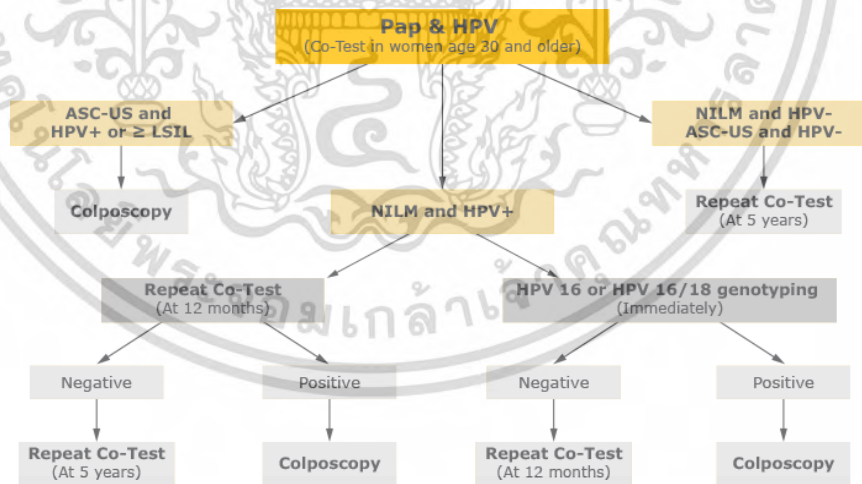 Pap & HPV
(Co-Test in women age 30 and older)
ASC-US and
HPV+ or ≥ LSIL
NILM and HPV-
ASC-US and HPV-
Colposcopy
NILM and HPV+
Repeat Co-Test
(At 5 years)
Repeat Co-Test
(At 12 months)
HPV 16 or HPV 16/18 genotyping
(Immediately)
Negative
Positive
Negative
Positive
Repeat Co-Test
(At 5 years)
Colposcopy
Repeat Co-Test
(At 12 months)
Colposcopy